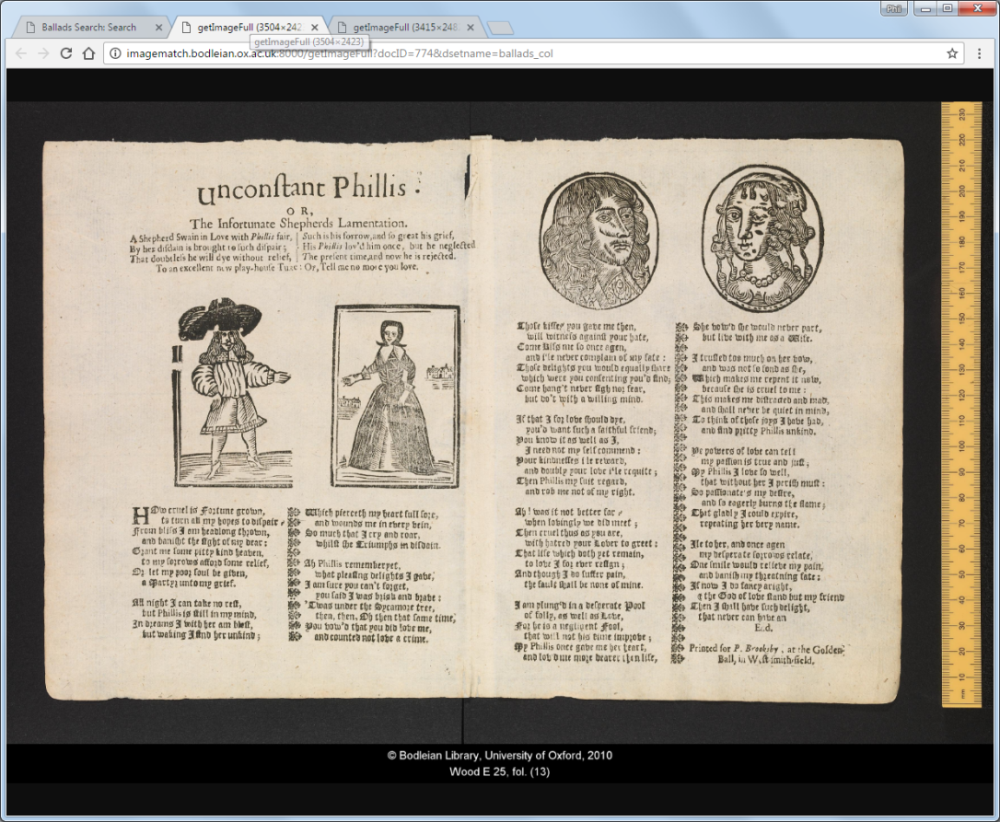 Phil
Ballads Search: Search
getImageFull (3504×242
getImageFull (3415×248
getImageFull (3504×2423)
imagematch.bodleian.ox.ac.uk:8000/getImageFull?docID=774&dsetname=ballads_col
Unconſtant Phillis:
OR,
The Infortunate Shepherds Lamentation.
A Shepherd Swain in Love with Phillis fair,
By hes diſdain is brought to ſuch diſpair;
That doubtleſs he will dye without relief,
Such is his ſorrow, and ſo great his grief,
His Phillis lov'd him once, but he neglected
The preſent time, and now he is rejected.
To an excellent new play-houſe Tune: Or, Tell me no more you love.
HOw cruel is Fortune grown,
to turn all my hopes to diſpair
From bliſs I am headlong thrown,
and baniſht the ſight of my dear:
Grant me ſome pitty kind heaven,
to my ſorrows afford ſome relief,
Or let my poor ſoul be given,
a Martyr unto my grief.
All night I can take no reſt,
but Phillis is ſtill in my mind,
In dreams I with her am bleſt,
but waking I find her unkind;
Which pierceth my heart full ſore,
and wounds me in every vein,
So much that I cry and roar,
whilſt ſhe Triumphs in diſdain.
Ah Phillis remember yet,
what pleaſing delights I gave,
I am ſure you can't forget,
you ſaid I was brisk and brave:
'Twas under the Sycamore tree,
then, then, Oh then that ſame time,
You vow'd that you did love me,
and counted not love a crime.
Thoſe kiſſes you gave me then,
will witneſs againſt your hate,
Come kiſs me ſo once agen,
and i'le never complain of my fate:
Thoſe delights you would equally ſhare
which were you conſenting you'd find;
Come hang't never ſigh nor fear,
but do't with a willing mind.
If that I for love ſhould dye,
you'd want ſuch a faithful friend;
You know it as well as I,
I need not my ſelf commend:
Your kindneſſes i'le reward,
and doubly your love i'le requite;
Then Phillis my ſuit regard,
and rob me not of my right.
Ah! was it not better far
when lovingly we did meet;
Then cruel thus as you are,
with hatred your Lover to greet:
That life which doth yet remain,
to love I for ever reſign;
And though I do ſuffer pain,
the fault ſhall be none of mine.
I am plung'd in a deſperate Pool
of folly, as well as Love,
For he is a negligent Fool,
that will not his time improve;
My Phillis once gave me her heart,
and lov'd me more dearer then life,
She vow'd ſhe would never part,
but live with me as a Wife.
I truſted too much on her vow,
and was not ſo fond as ſhe,
Which makes me repent it now,
becauſe ſhe is cruel to me:
This makes me diſtracted and mad,
and ſhall never be quiet in mind,
To think of thoſe joys I have had,
and find pritty Phillis unkind.
Ye powers of love can tell
my paſſion is true and juſt;
My Phillis I love ſo well,
that without her I periſh muſt:
So paſſionate's my deſire,
and ſo eagerly burns the flame;
That gladly I could expire,
repeating her very name.
Ile to her, and once agen
my deſperate ſorrows relate,
One ſmile would relieve my pain,
and baniſh my threatning fate:
If now I do fancy aright,
& the God of love ſtand but my friend
Then I ſhall have ſuch delight,
that never can have an
End.
Printed for P. Brooksby, at the Golden
Ball, in Weſt-ſmith-field.
230
220
210
200
190
180
170
160
150
140
130
120
110
100
90
80
70
60
50
40
30
20
10
mm
© Bodleian Library, University of Oxford, 2010
Wood E 25, fol. (13)